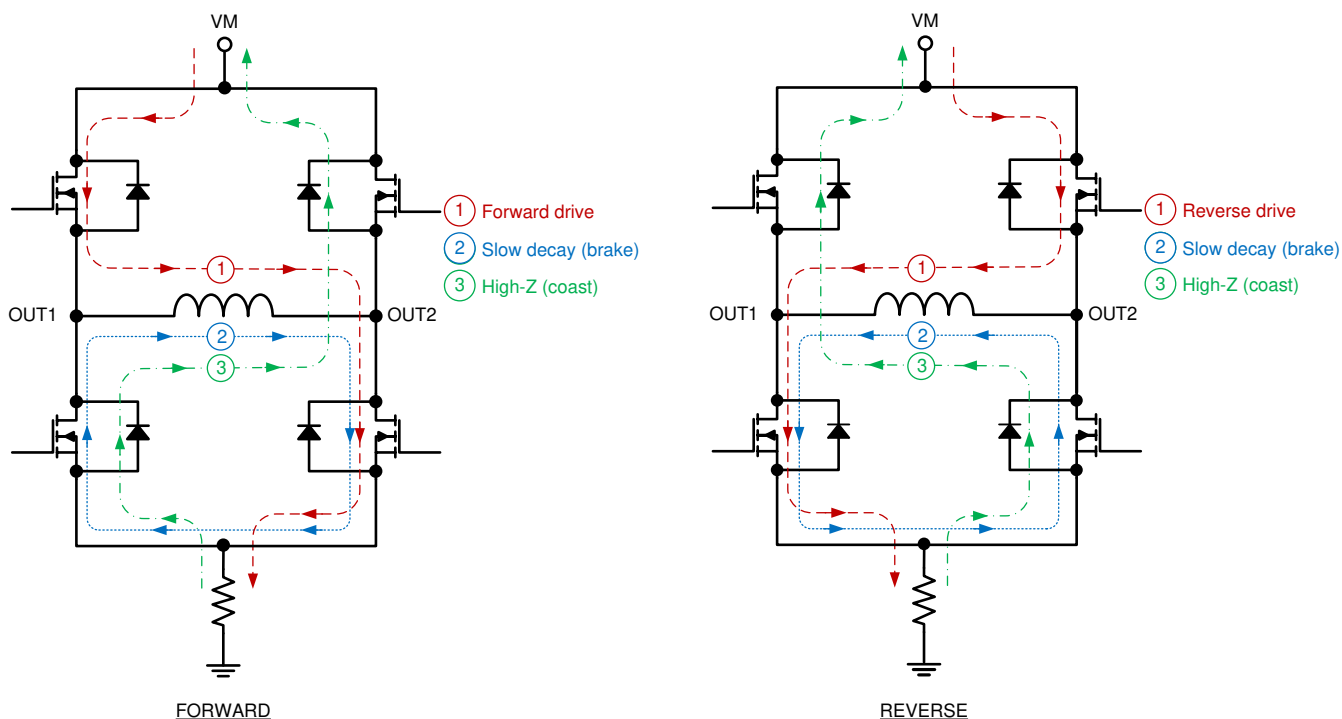 VM
1 Forward drive
2 Slow decay (brake)
3 High-Z (coast)
1
OUT1
OUT2
2
3
FORWARD
VM
1 Reverse drive
2 Slow decay (brake)
3 High-Z (coast)
1
OUT1
OUT2
2
3
REVERSE